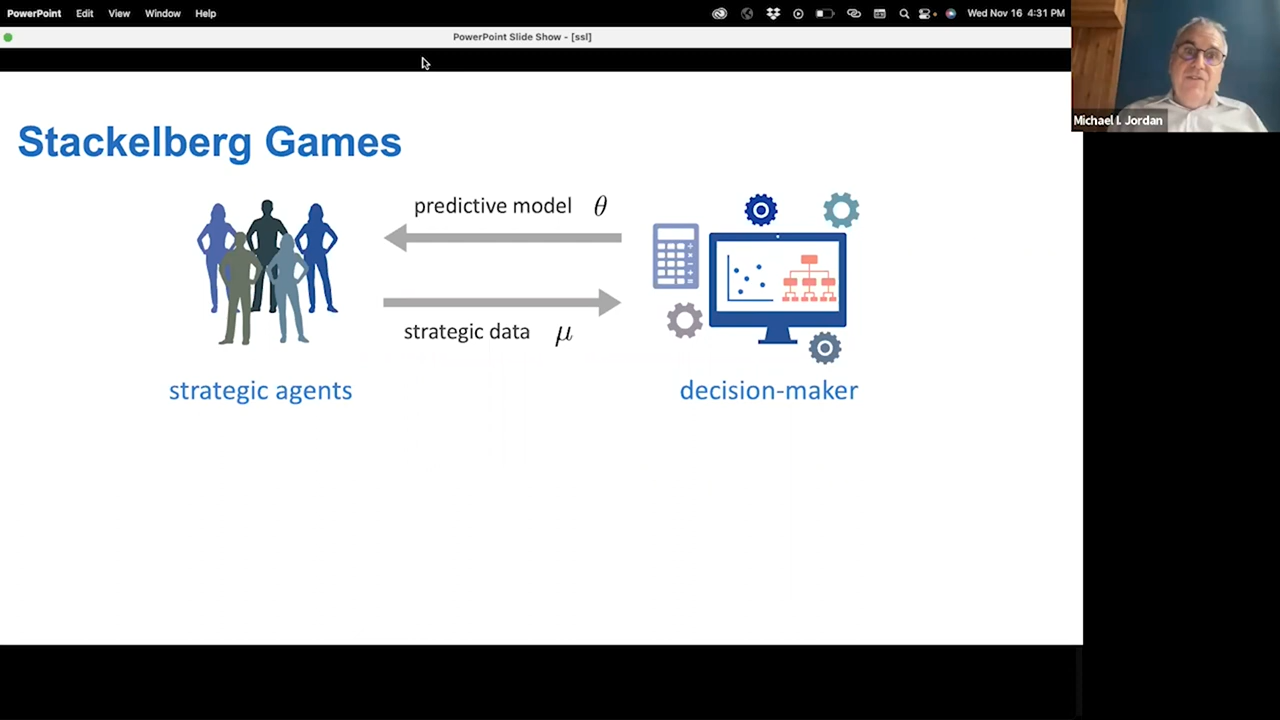 PowerPoint Edit View Window Help Wed Nov 16 4:31 PM
PowerPoint Slide Show - [ssl]
Michael I. Jordan
Stackelberg Games
predictive model θ
strategic data μ
strategic agents
decision-maker